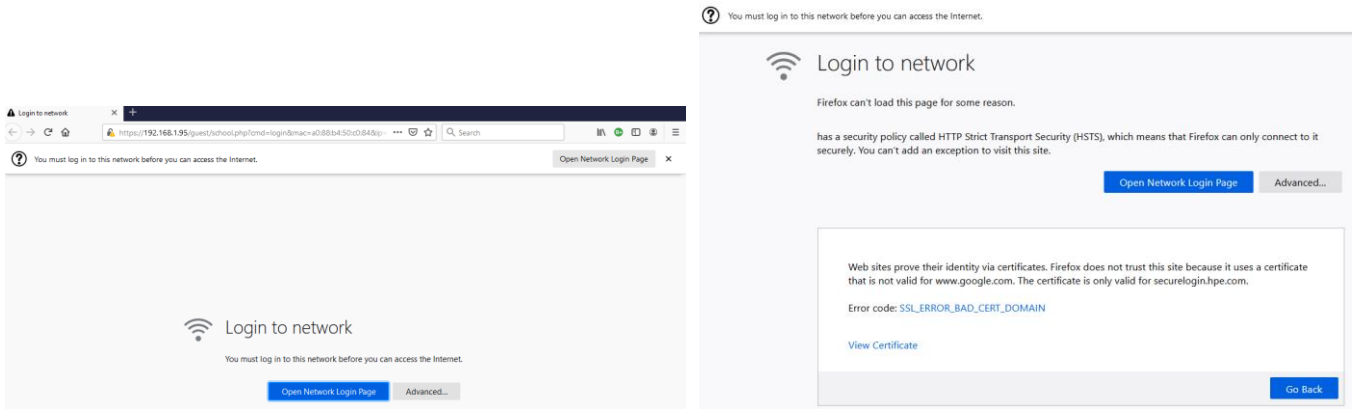 Login to network
https://192.168.1.95/guest/school.php?cmd=login&mac=a0:88:b4:50:c0:84&ip=
Search
You must log in to this network before you can access the Internet.
Open Network Login Page
Login to network
You must log in to this network before you can access the Internet.
Open Network Login Page
Advanced...
You must log in to this network before you can access the Internet.
Login to network
Firefox can't load this page for some reason.
has a security policy called HTTP Strict Transport Security (HSTS), which means that Firefox can only connect to it
securely. You can't add an exception to visit this site.
Open Network Login Page
Advanced...
Web sites prove their identity via certificates. Firefox does not trust this site because it uses a certificate
that is not valid for www.google.com. The certificate is only valid for securelogin.hpe.com.
Error code: SSL_ERROR_BAD_CERT_DOMAIN
View Certificate
Go Back